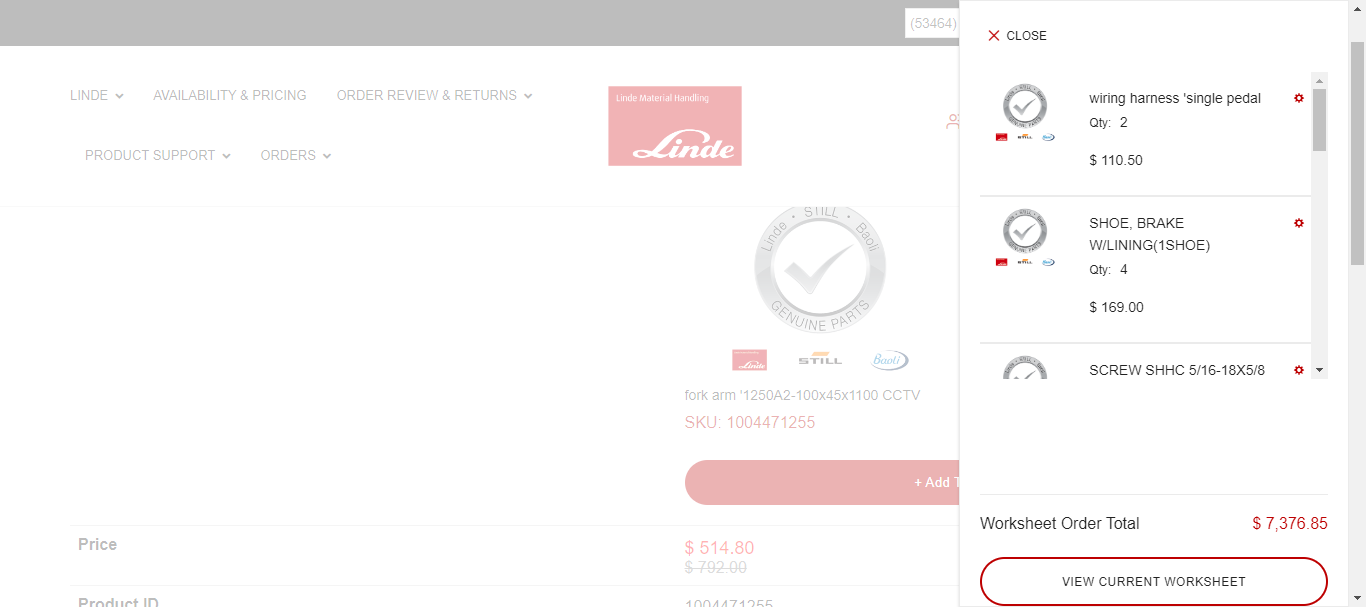 (53464)
LINDE
AVAILABILITY & PRICING
ORDER REVIEW & RETURNS
PRODUCT SUPPORT
ORDERS
Linde Material Handling
Linde
Linde • STILL • Baoli
GENUINE PARTS
Linde
STILL
Baoli
fork arm '1250A2-100x45x1100 CCTV
SKU: 1004471255
+ Add T
Price
$ 514.80
$ 792.00
Product ID
1004471255
CLOSE
wiring harness 'single pedal
Qty: 2
$ 110.50
SHOE, BRAKE
W/LINING(1SHOE)
Qty: 4
$ 169.00
SCREW SHHC 5/16-18X5/8
Worksheet Order Total
$ 7,376.85
VIEW CURRENT WORKSHEET